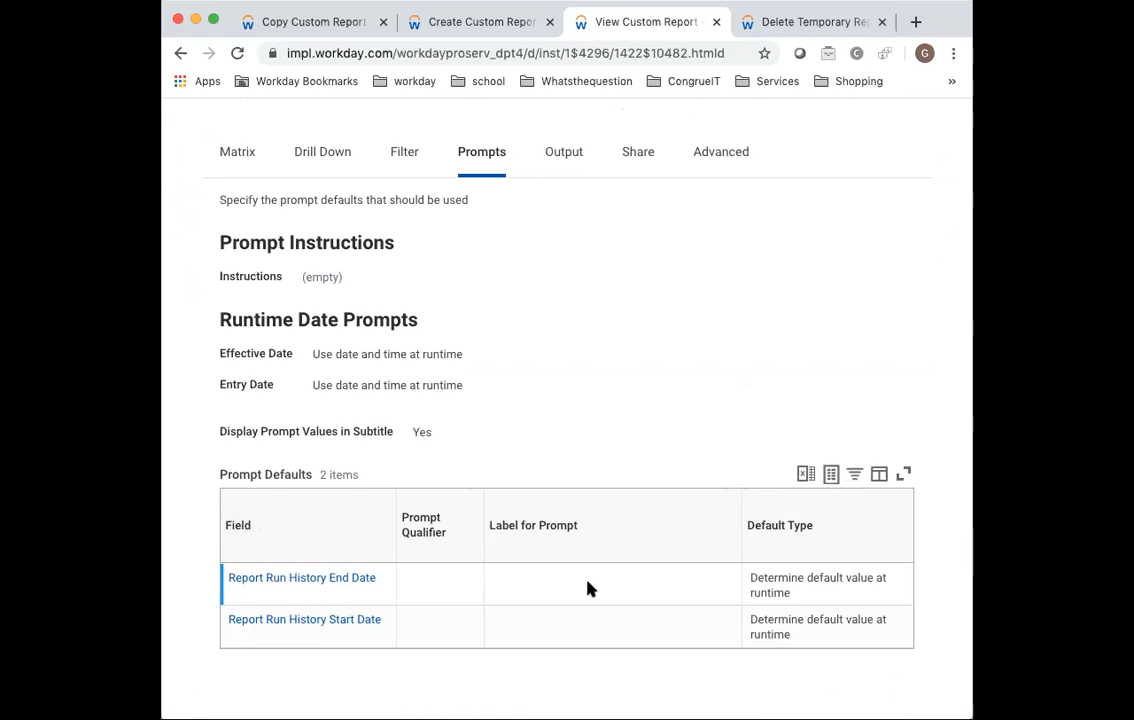 Copy Custom Report
Create Custom Repor
View Custom Report -
Delete Temporary Re
impl.workday.com/workdayproserv_dpt4/d/inst/1$4296/1422$10482.htmld
C
G
Apps
Workday Bookmarks
workday
school
Whatsthequestion
CongrueIT
Services
Shopping
»
Matrix
Drill Down
Filter
Prompts
Output
Share
Advanced
Specify the prompt defaults that should be used
Prompt Instructions
Instructions (empty)
Runtime Date Prompts
Effective Date Use date and time at runtime
Entry Date Use date and time at runtime
Display Prompt Values in Subtitle Yes
Prompt Defaults 2 items
Field
Prompt
Qualifier
Label for Prompt
Default Type
Report Run History End Date
Determine default value at
runtime
Report Run History Start Date
Determine default value at
runtime